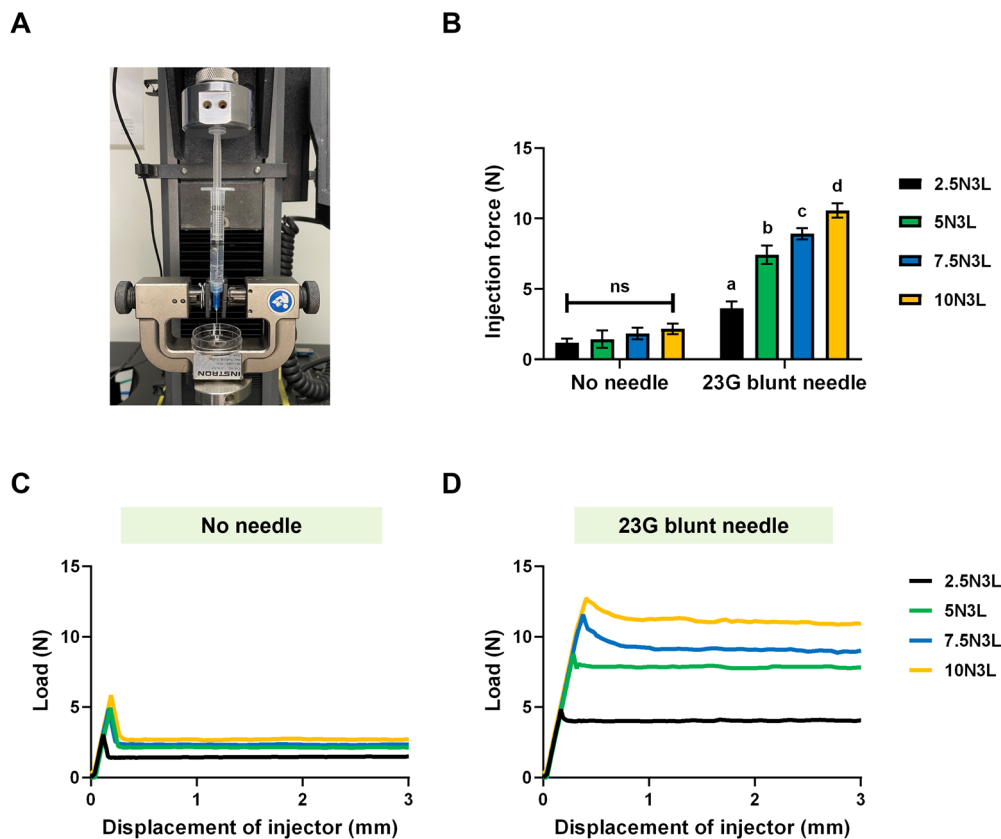 A
B
Injection force (N)
15
10
5
0
ns
a
b
c
d
No needle
23G blunt needle
2.5N3L
5N3L
7.5N3L
10N3L
INSTRON
C
No needle
Load (N)
15
10
5
0
0
1
2
3
Displacement of injector (mm)
D
23G blunt needle
Load (N)
15
10
5
0
0
1
2
3
Displacement of injector (mm)
2.5N3L
5N3L
7.5N3L
10N3L